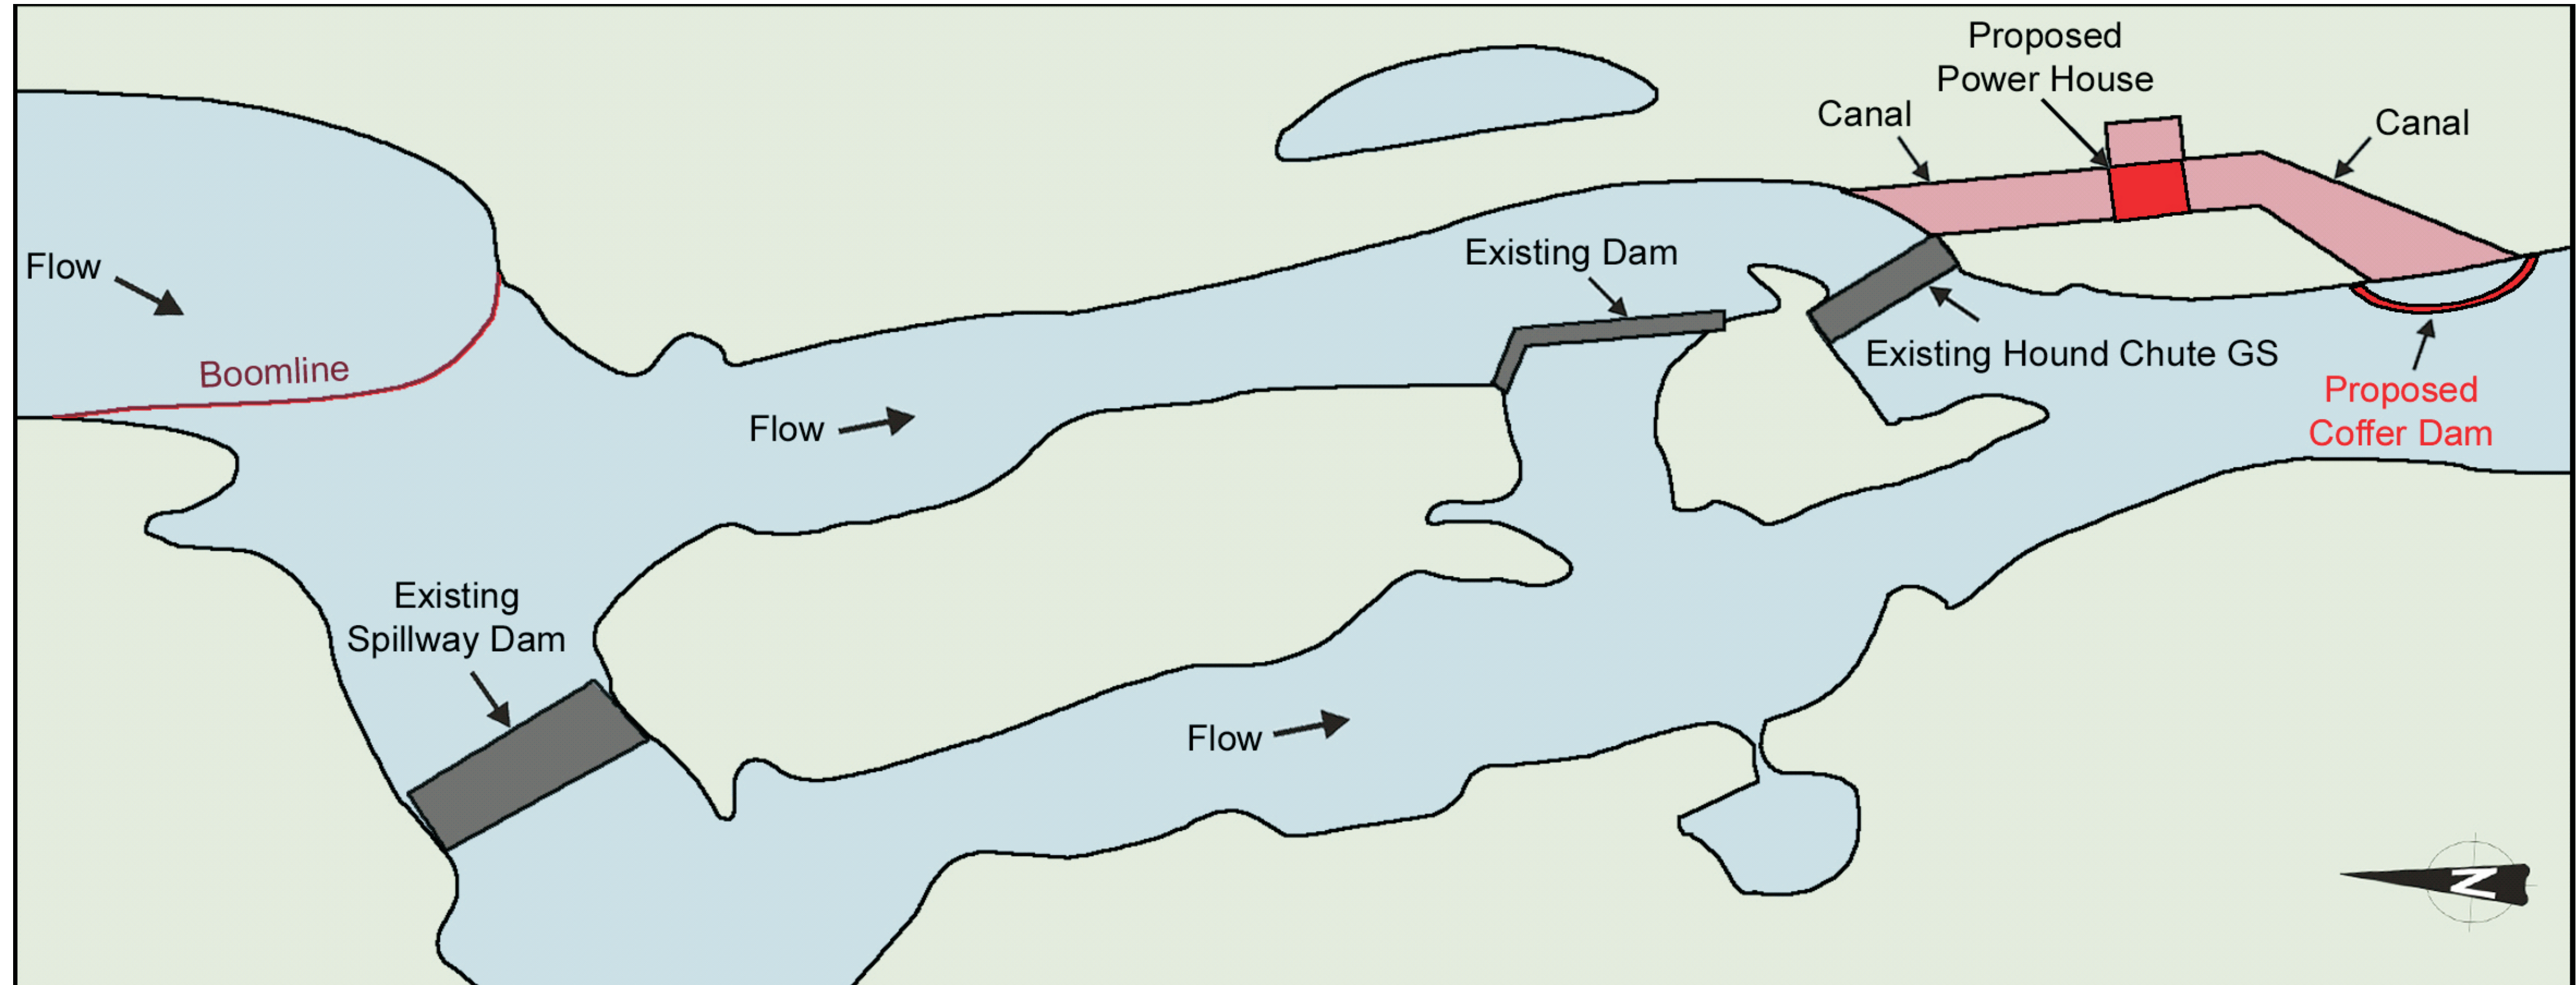 Proposed
Power House
Canal
Canal
Existing Dam
Flow
Boomline
Existing Hound Chute GS
Proposed
Coffer Dam
Flow
Existing
Spillway Dam
Flow
N